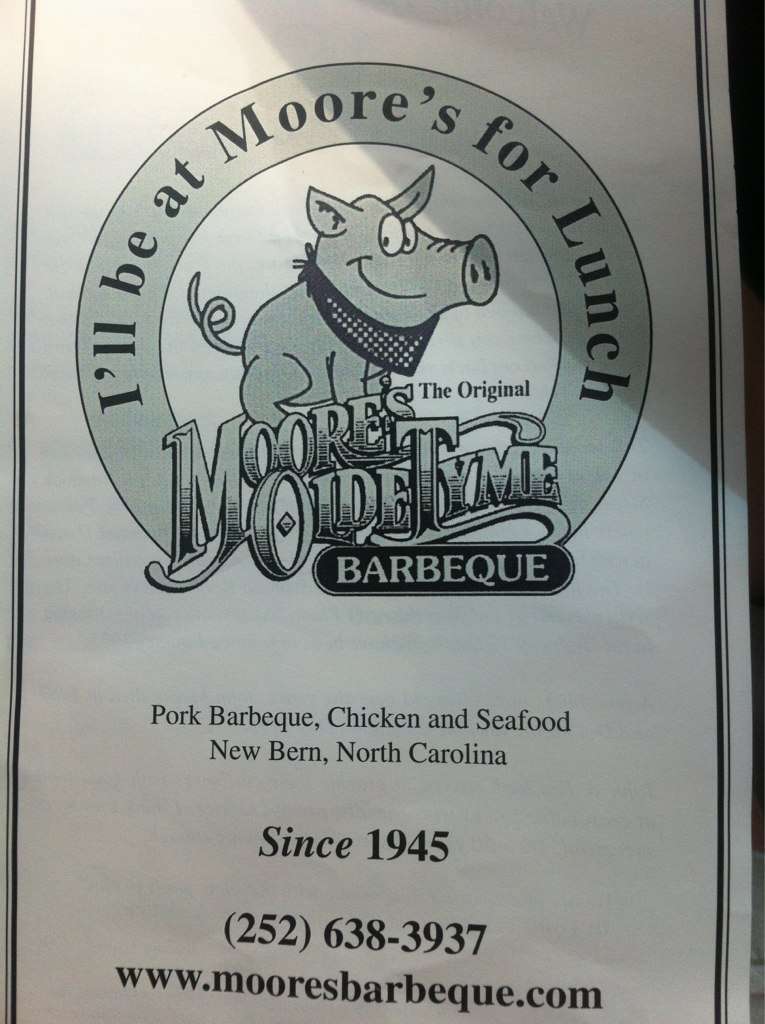 I'll be at Moore's for Lunch
The Original
MOORE'S
OLDE TYME
BARBEQUE
Pork Barbeque, Chicken and Seafood
New Bern, North Carolina
Since 1945
(252) 638-3937
www.mooresbarbeque.com